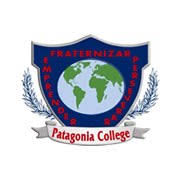 FRATERNIZAR
EMPRENDER
PERSEVERAR
Patagonia College